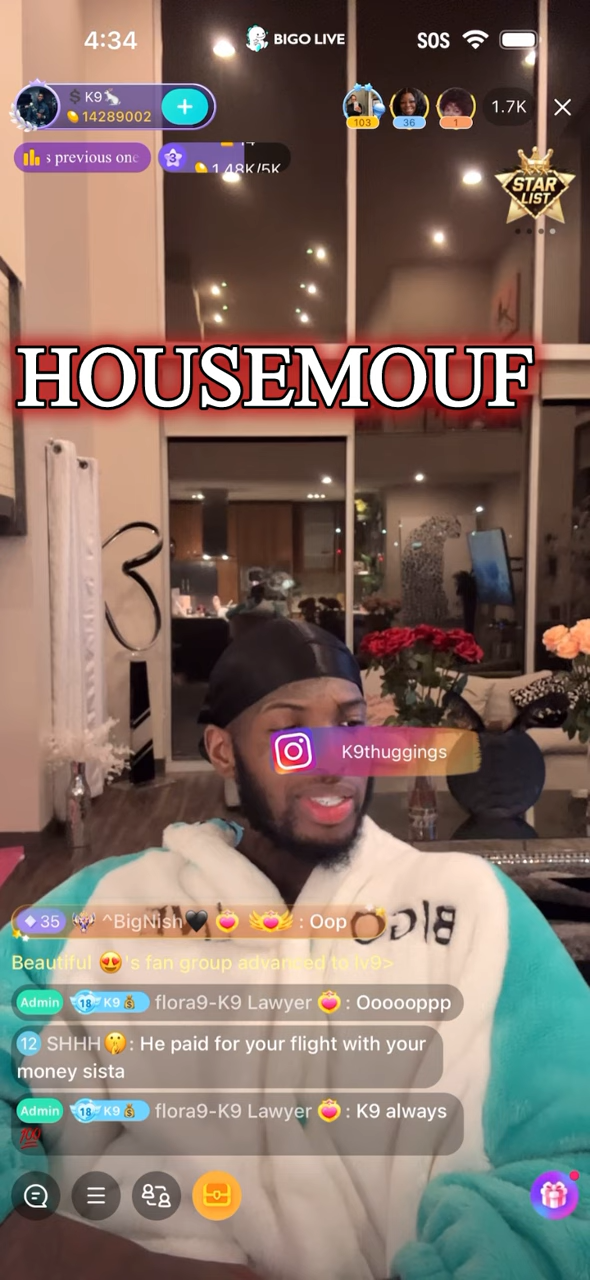 4:34
BIGO LIVE
SOS
$ K9
14289002
+
103
36
1
1.7K
s previous one
3
1.48K/5K
STAR
LIST
HOUSEMOUF
K9thuggings
BIGO
35 ^BigNish🖤 : Oop
Beautiful 😍's fan group advanced to lv9>
Admin 18 K9 💰 flora9-K9 Lawyer : Oooooppp
12 SHHH🤫: He paid for your flight with your
money sista
Admin 18 K9 💰 flora9-K9 Lawyer : K9 always
💯